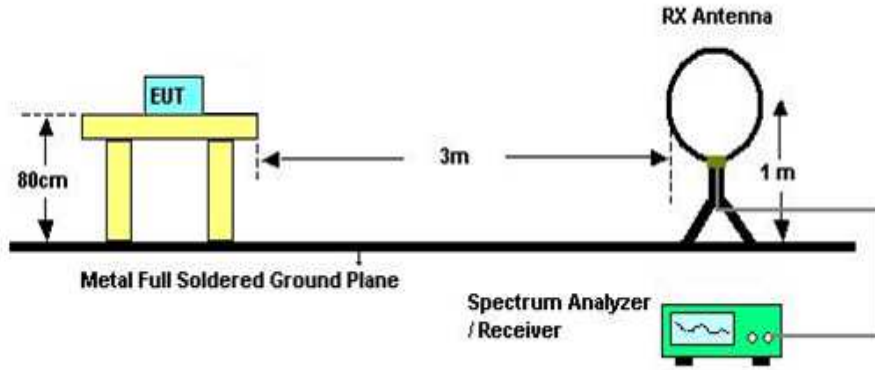 RX Antenna
EUT
3m
80cm
1 m
Metal Full Soldered Ground Plane
Spectrum Analyzer
/ Receiver